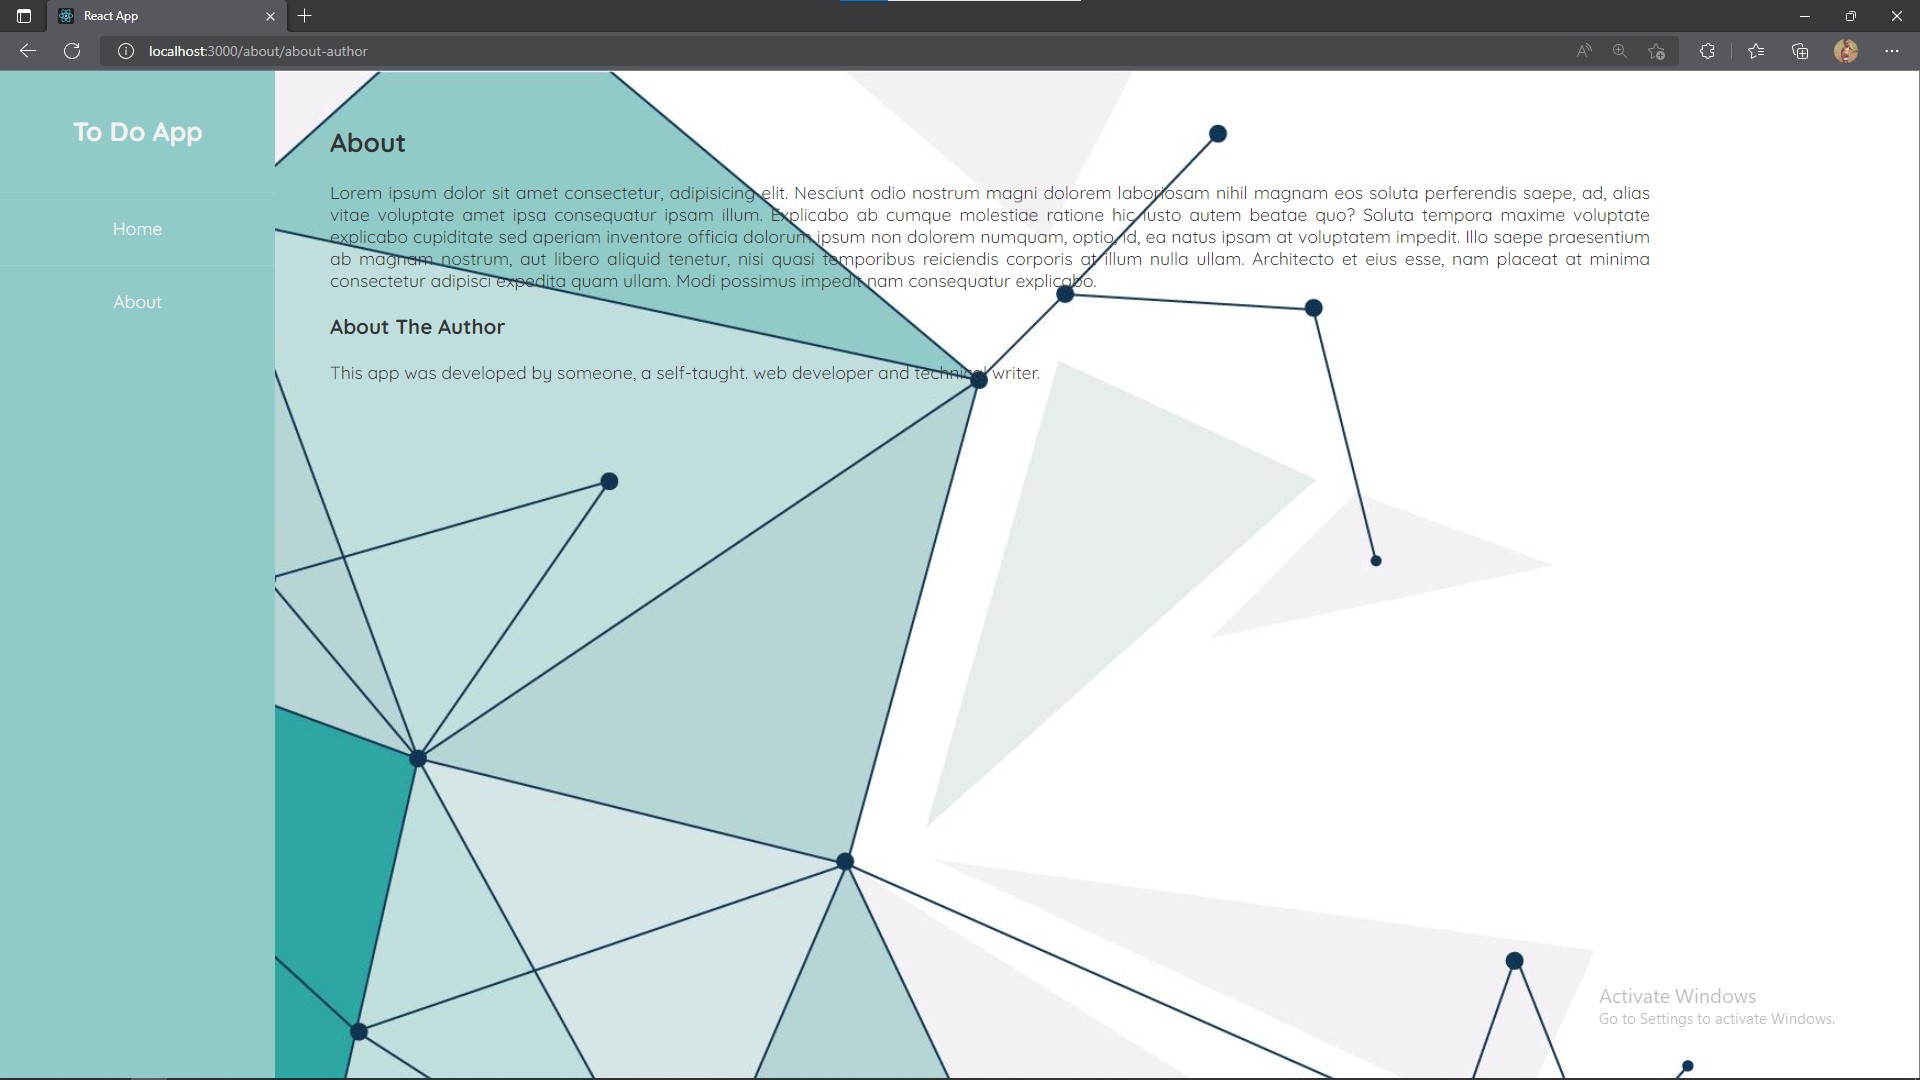 React App
localhost:3000/about/about-author
To Do App
Home
About
About
Lorem ipsum dolor sit amet consectetur, adipisicing elit. Nesciunt odio nostrum magni dolorem laboriosam nihil magnam eos soluta perferendis saepe, ad, alias
vitae voluptate amet ipsa consequatur ipsam illum. Explicabo ab cumque molestiae ratione hic iusto autem beatae quo? Soluta tempora maxime voluptate
explicabo cupiditate sed aperiam inventore officia dolorum ipsum non dolorem numquam, optio, id, ea natus ipsam at voluptatem impedit. Illo saepe praesentium
ab magnam nostrum, aut libero aliquid tenetur, nisi quasi temporibus reiciendis corporis at illum nulla ullam. Architecto et eius esse, nam placeat at minima
consectetur adipisci expedita quam ullam. Modi possimus impedit nam consequatur explicabo.
About The Author
This app was developed by someone, a self-taught. web developer and technical writer.
Activate Windows
Go to Settings to activate Windows.